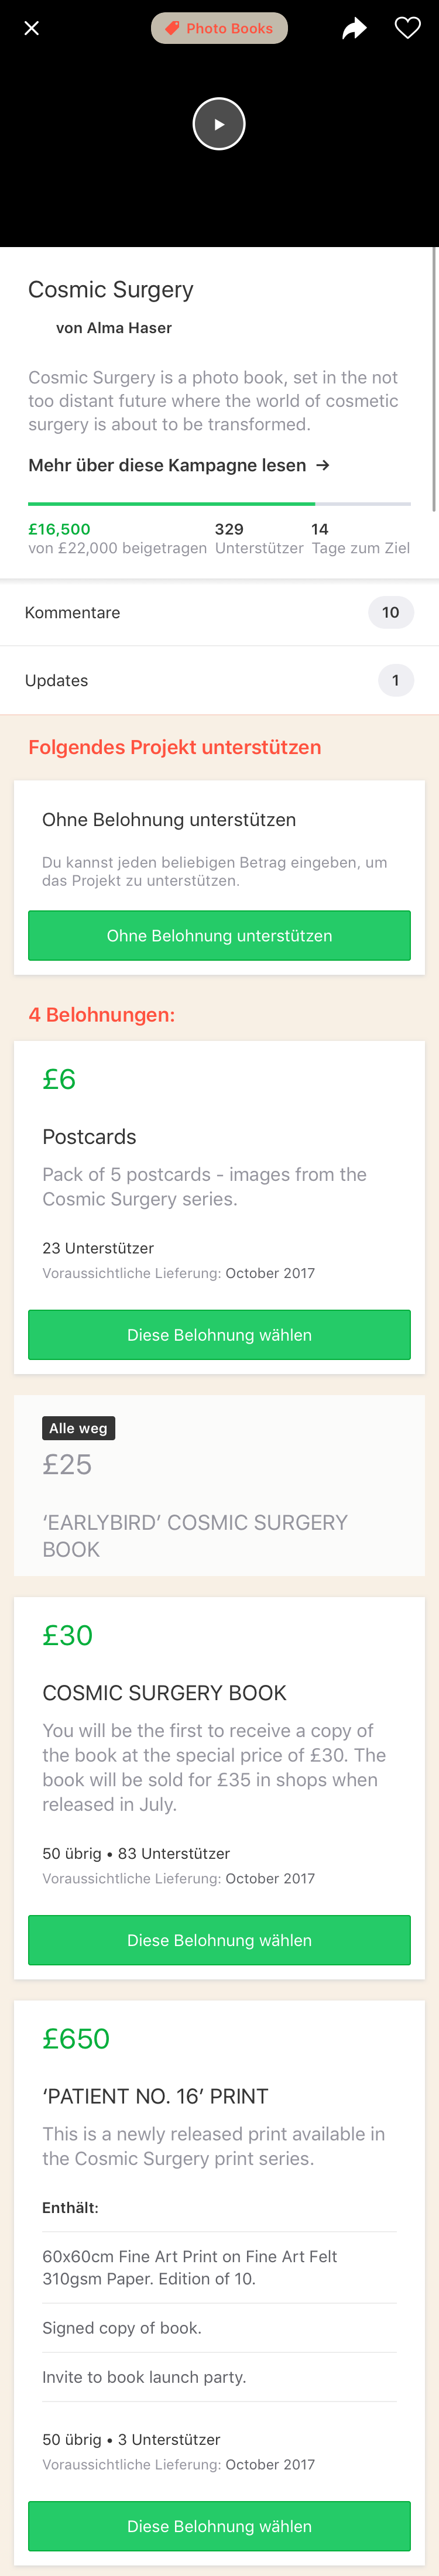 Photo Books
Cosmic Surgery
von Alma Haser
Cosmic Surgery is a photo book, set in the not
too distant future where the world of cosmetic
surgery is about to be transformed.
Mehr über diese Kampagne lesen →
£16,500 329 14
von £22,000 beigetragen Unterstützer Tage zum Ziel
Kommentare 10
Updates 1
Folgendes Projekt unterstützen
Ohne Belohnung unterstützen
Du kannst jeden beliebigen Betrag eingeben, um
das Projekt zu unterstützen.
Ohne Belohnung unterstützen
4 Belohnungen:
£6
Postcards
Pack of 5 postcards - images from the
Cosmic Surgery series.
23 Unterstützer
Voraussichtliche Lieferung: October 2017
Diese Belohnung wählen
Alle weg
£25
‘EARLYBIRD’ COSMIC SURGERY
BOOK
£30
COSMIC SURGERY BOOK
You will be the first to receive a copy of
the book at the special price of £30. The
book will be sold for £35 in shops when
released in July.
50 übrig • 83 Unterstützer
Voraussichtliche Lieferung: October 2017
Diese Belohnung wählen
£650
‘PATIENT NO. 16’ PRINT
This is a newly released print available in
the Cosmic Surgery print series.
Enthält:
60x60cm Fine Art Print on Fine Art Felt
310gsm Paper. Edition of 10.
Signed copy of book.
Invite to book launch party.
50 übrig • 3 Unterstützer
Voraussichtliche Lieferung: October 2017
Diese Belohnung wählen